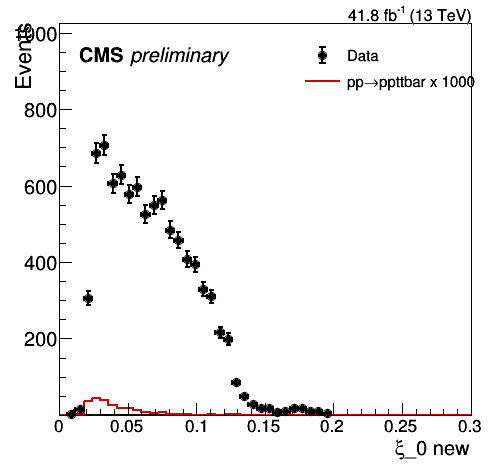 41.8 fb⁻¹ (13 TeV)
Events
CMS preliminary
Data
pp→ppttbar x 1000
1000
800
600
400
200
0 0.05 0.1 0.15 0.2 0.25 0.3
ξ_0 new